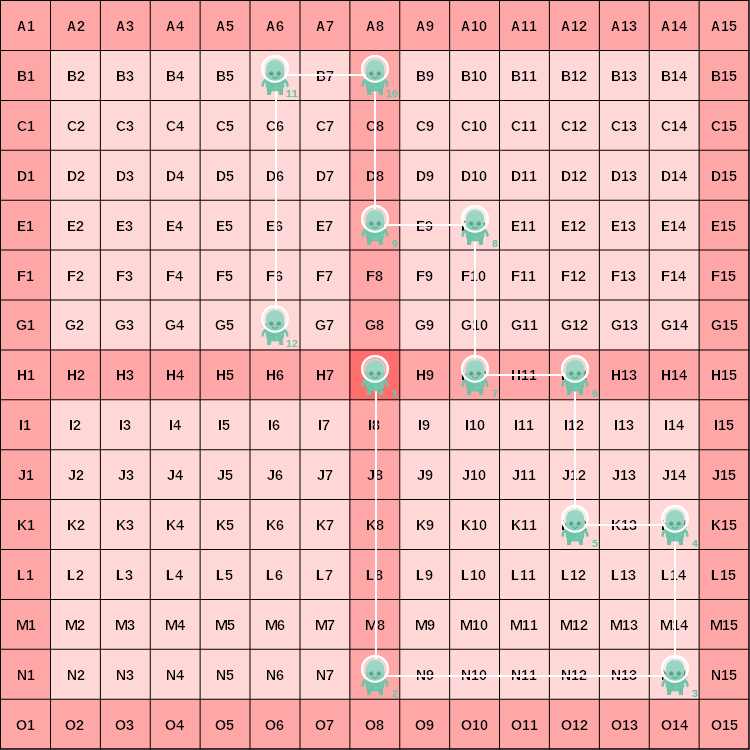 A1 A2 A3 A4 A5 A6 A7 A8 A9 A10 A11 A12 A13 A14 A15
B1 B2 B3 B4 B5 B7 B9 B10 B11 B12 B13 B14 B15
11 10
C1 C2 C3 C4 C5 C6 C7 C8 C9 C10 C11 C12 C13 C14 C15
D1 D2 D3 D4 D5 D6 D7 D8 D9 D10 D11 D12 D13 D14 D15
E1 E2 E3 E4 E5 E6 E7 E9 E11 E12 E13 E14 E15
9 8
F1 F2 F3 F4 F5 F6 F7 F8 F9 F10 F11 F12 F13 F14 F15
G1 G2 G3 G4 G5 G7 G8 G9 G10 G11 G12 G13 G14 G15
12
H1 H2 H3 H4 H5 H6 H7 H9 H11 H13 H14 H15
1 7 6
I1 I2 I3 I4 I5 I6 I7 I8 I9 I10 I11 I12 I13 I14 I15
J1 J2 J3 J4 J5 J6 J7 J8 J9 J10 J11 J12 J13 J14 J15
K1 K2 K3 K4 K5 K6 K7 K8 K9 K10 K11 K13 K15
5 4
L1 L2 L3 L4 L5 L6 L7 L8 L9 L10 L11 L12 L13 L14 L15
M1 M2 M3 M4 M5 M6 M7 M8 M9 M10 M11 M12 M13 M14 M15
N1 N2 N3 N4 N5 N6 N7 N9 N10 N11 N12 N13 N15
2 3
O1 O2 O3 O4 O5 O6 O7 O8 O9 O10 O11 O12 O13 O14 O15